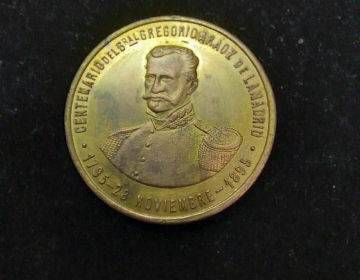 CENTENARIO DEL GRAL GREGORIO ARAOZ DE LAMADRID
1795-28 NOVIEMBRE-1895